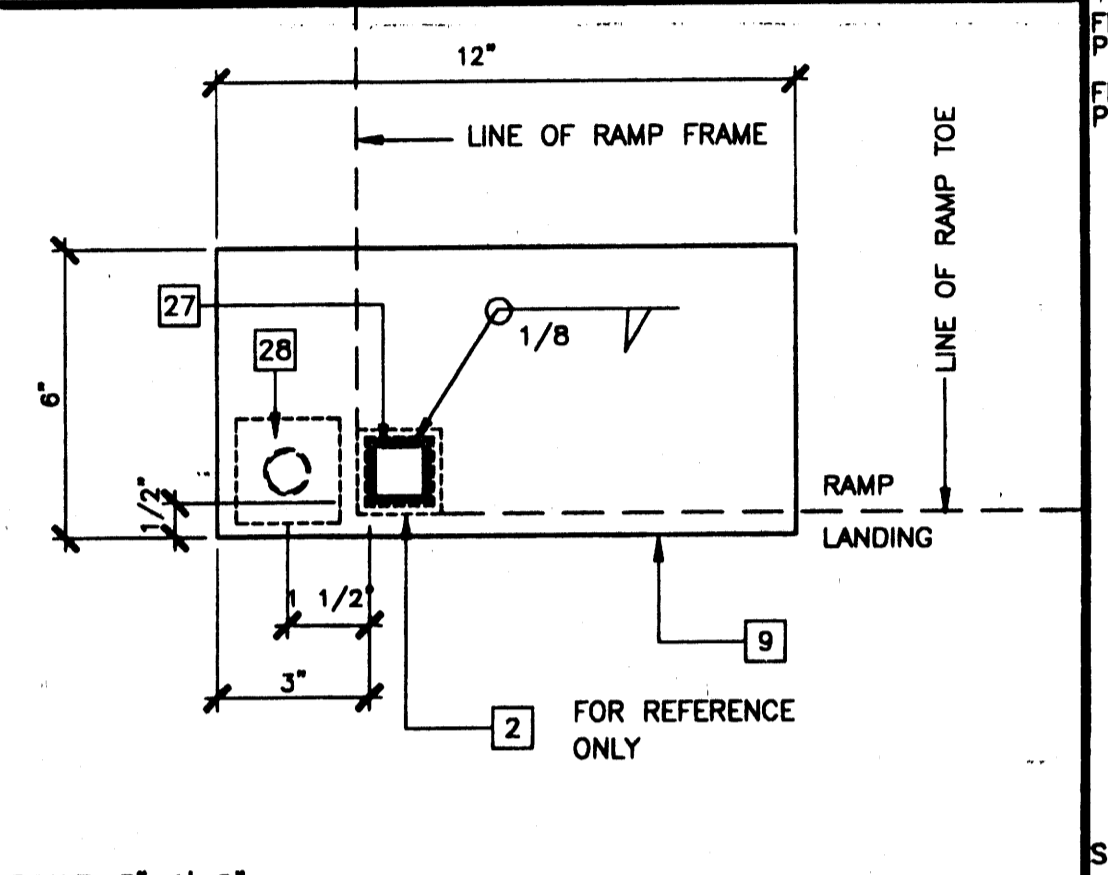 12"
LINE OF RAMP FRAME
LINE OF RAMP TOE
27
1/8
28
6"
1/2"
RAMP
LANDING
1 1/2"
9
3"
2
FOR REFERENCE
ONLY
S